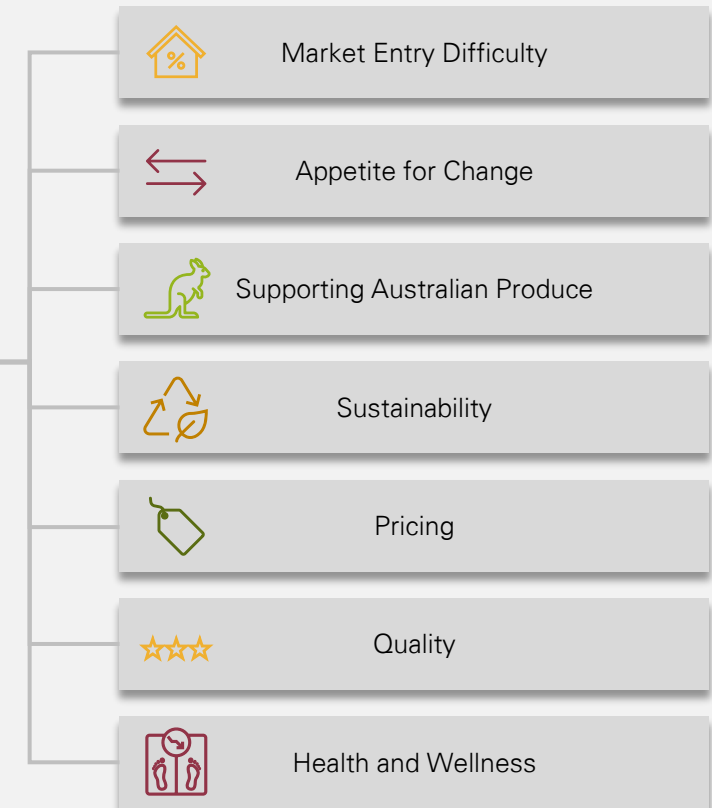 Market Entry Difficulty
Appetite for Change
Supporting Australian Produce
Sustainability
Pricing
Quality
Health and Wellness